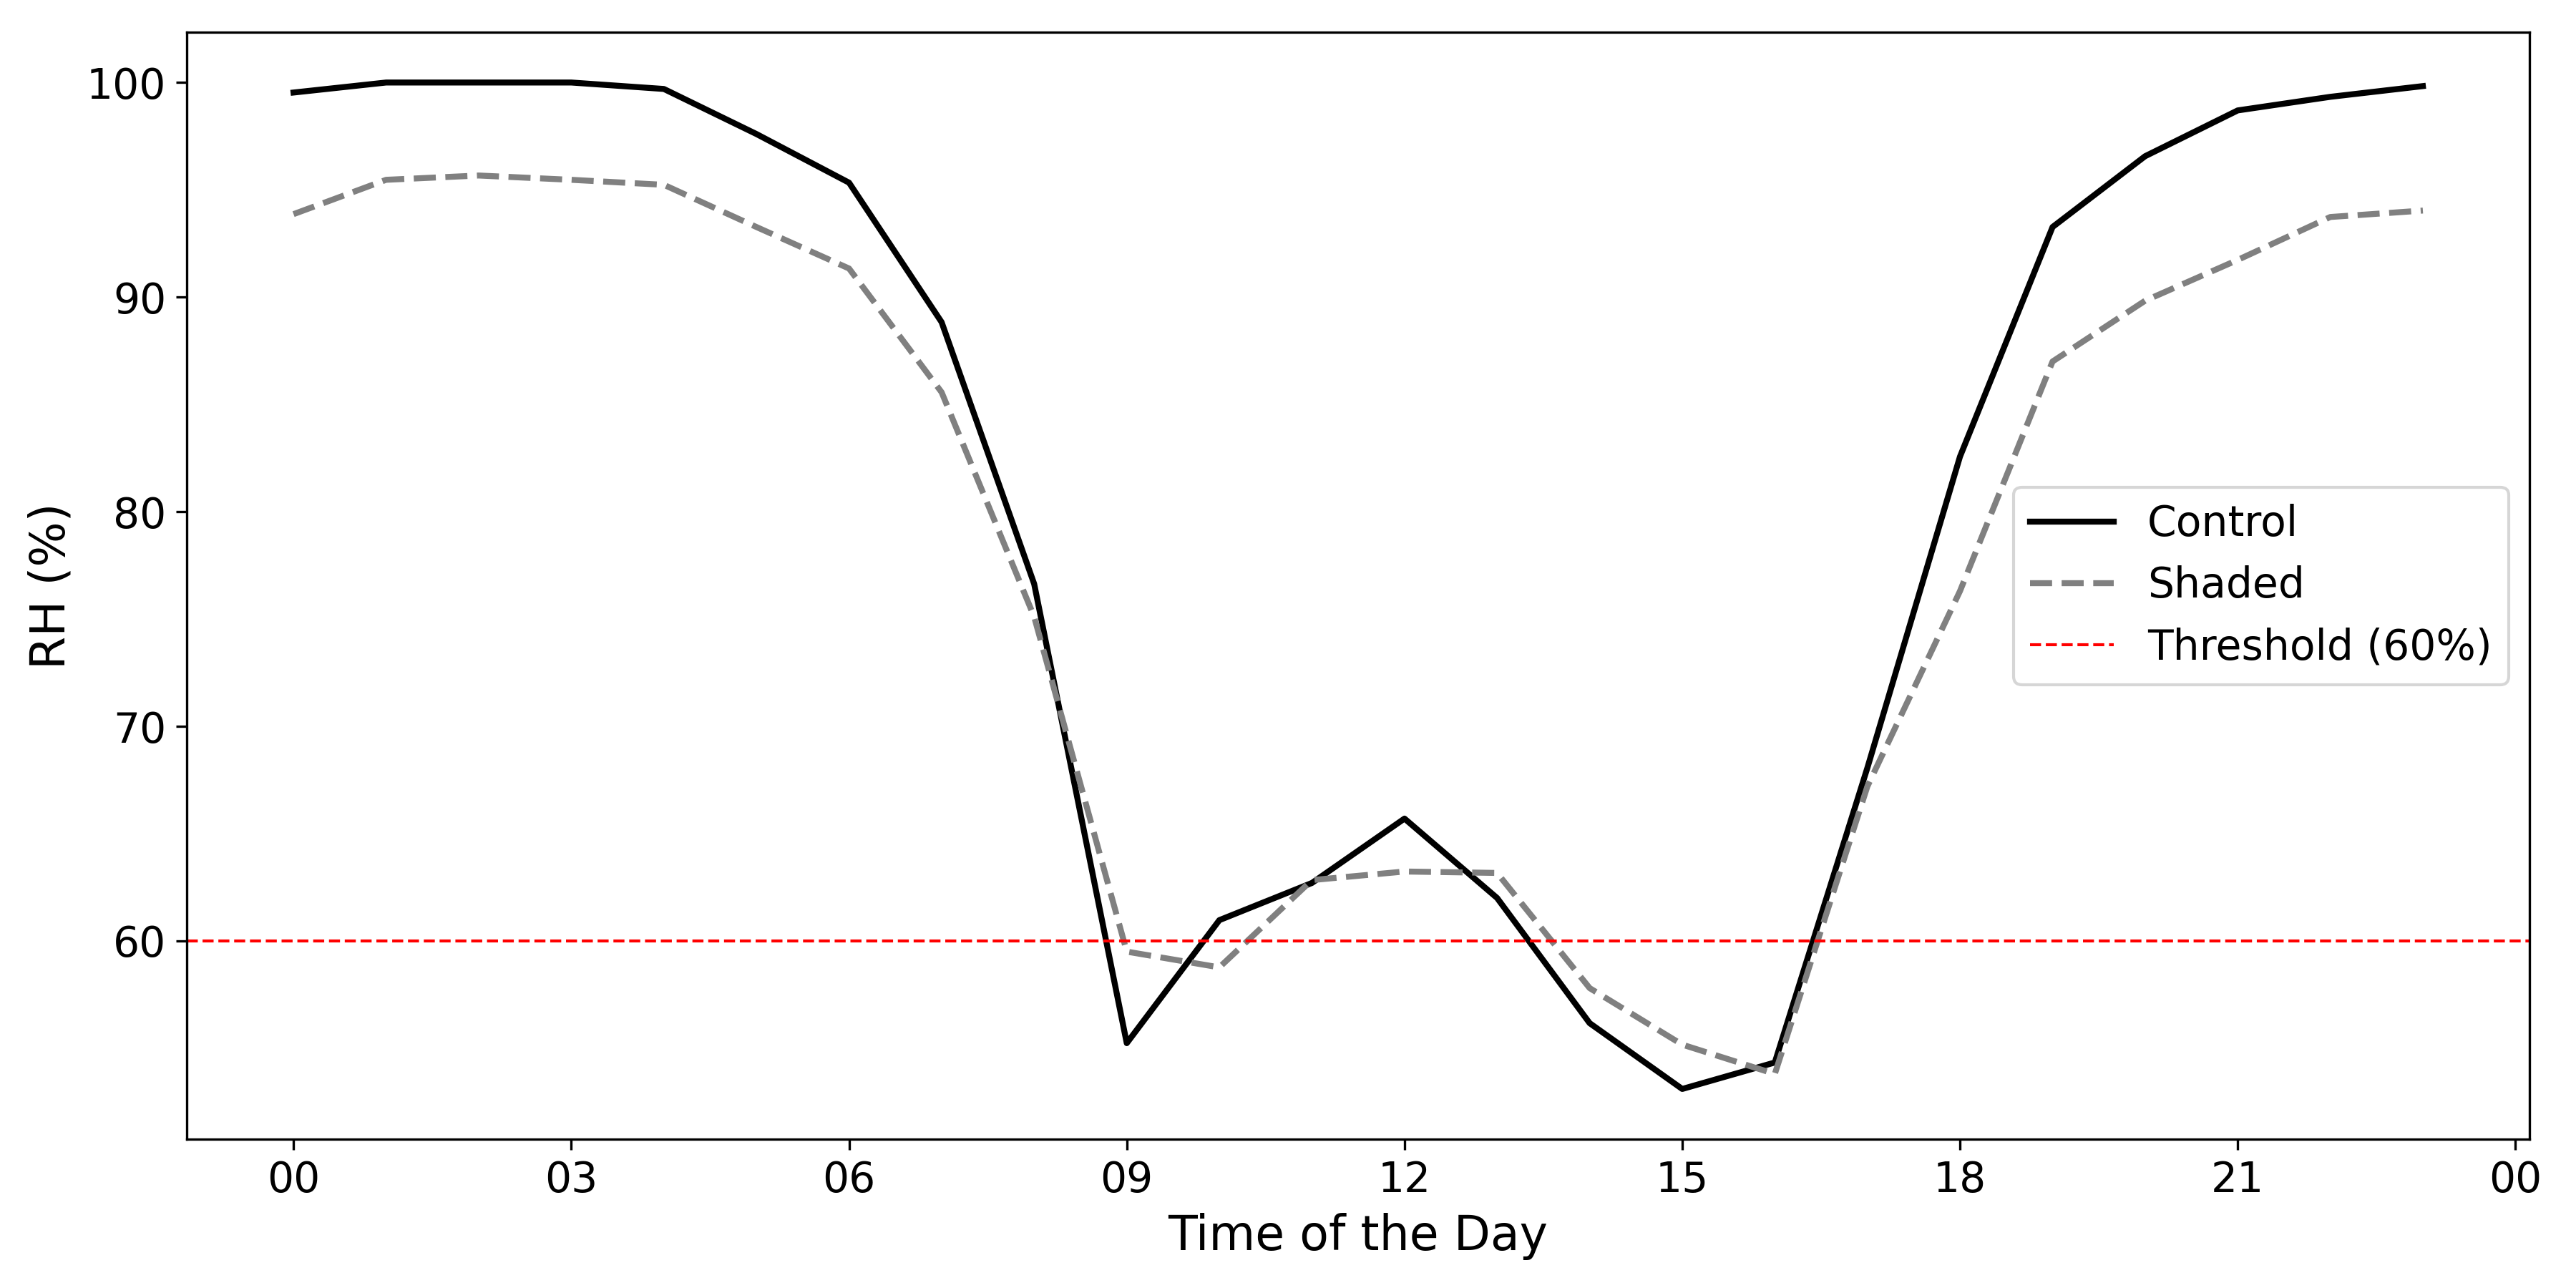 100
90
80
70
60
RH (%)
Control
Shaded
Threshold (60%)
00 03 06 09 12 15 18 21 00
Time of the Day